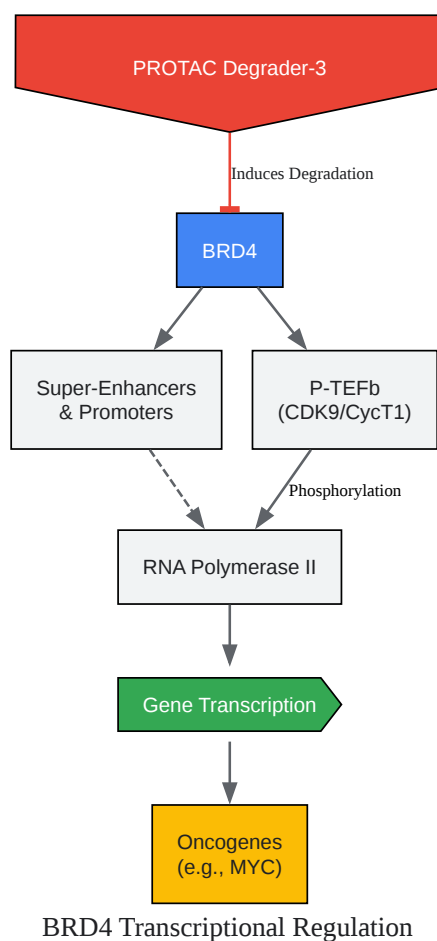 PROTAC Degrader-3
Induces Degradation
BRD4
Super-Enhancers
& Promoters
P-TEFb
(CDK9/CycT1)
Phosphorylation
RNA Polymerase II
Gene Transcription
Oncogenes
(e.g., MYC)
BRD4 Transcriptional Regulation